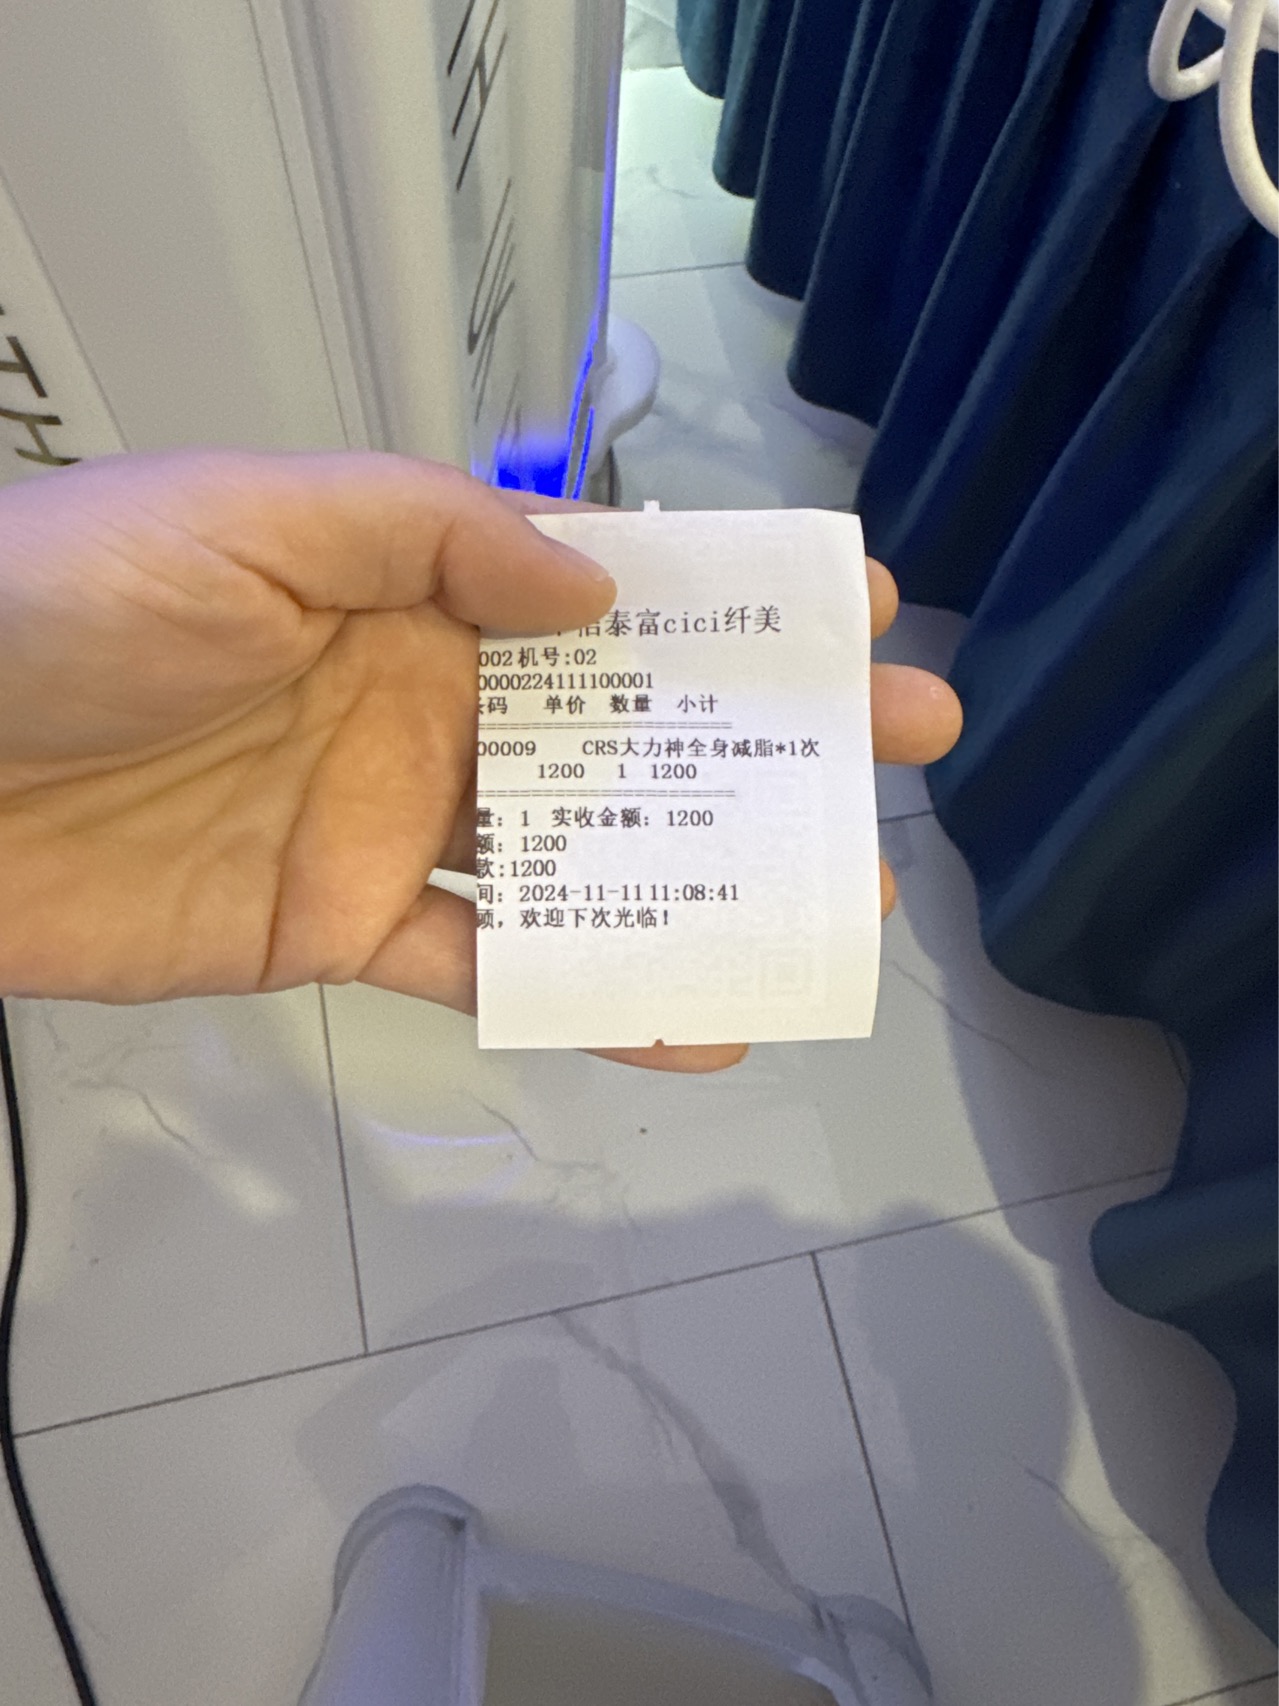 泰富cici纤美
002机号:02
0000224111100001
码 单价 数量 小计
00009 CRS大力神全身减脂*1次
1200 1 1200
量: 1 实收金额: 1200
额: 1200
款:1200
间: 2024-11-11 11:08:41
顾, 欢迎下次光临!
TH